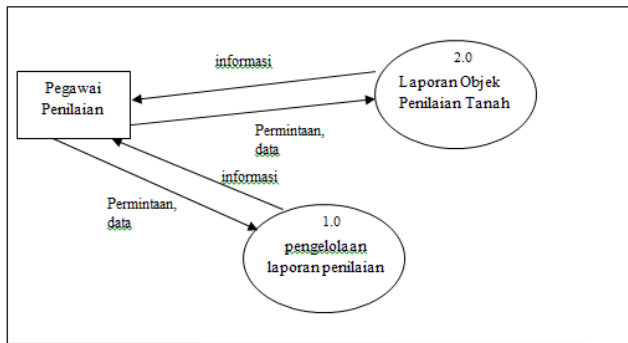 informasi
2.0
Laporan Objek
Penilaian Tanah
Pegawai
Penilaian
Permintaan,
data
informasi
Permintaan,
data
1.0
pengelolaan
laporan penilaian